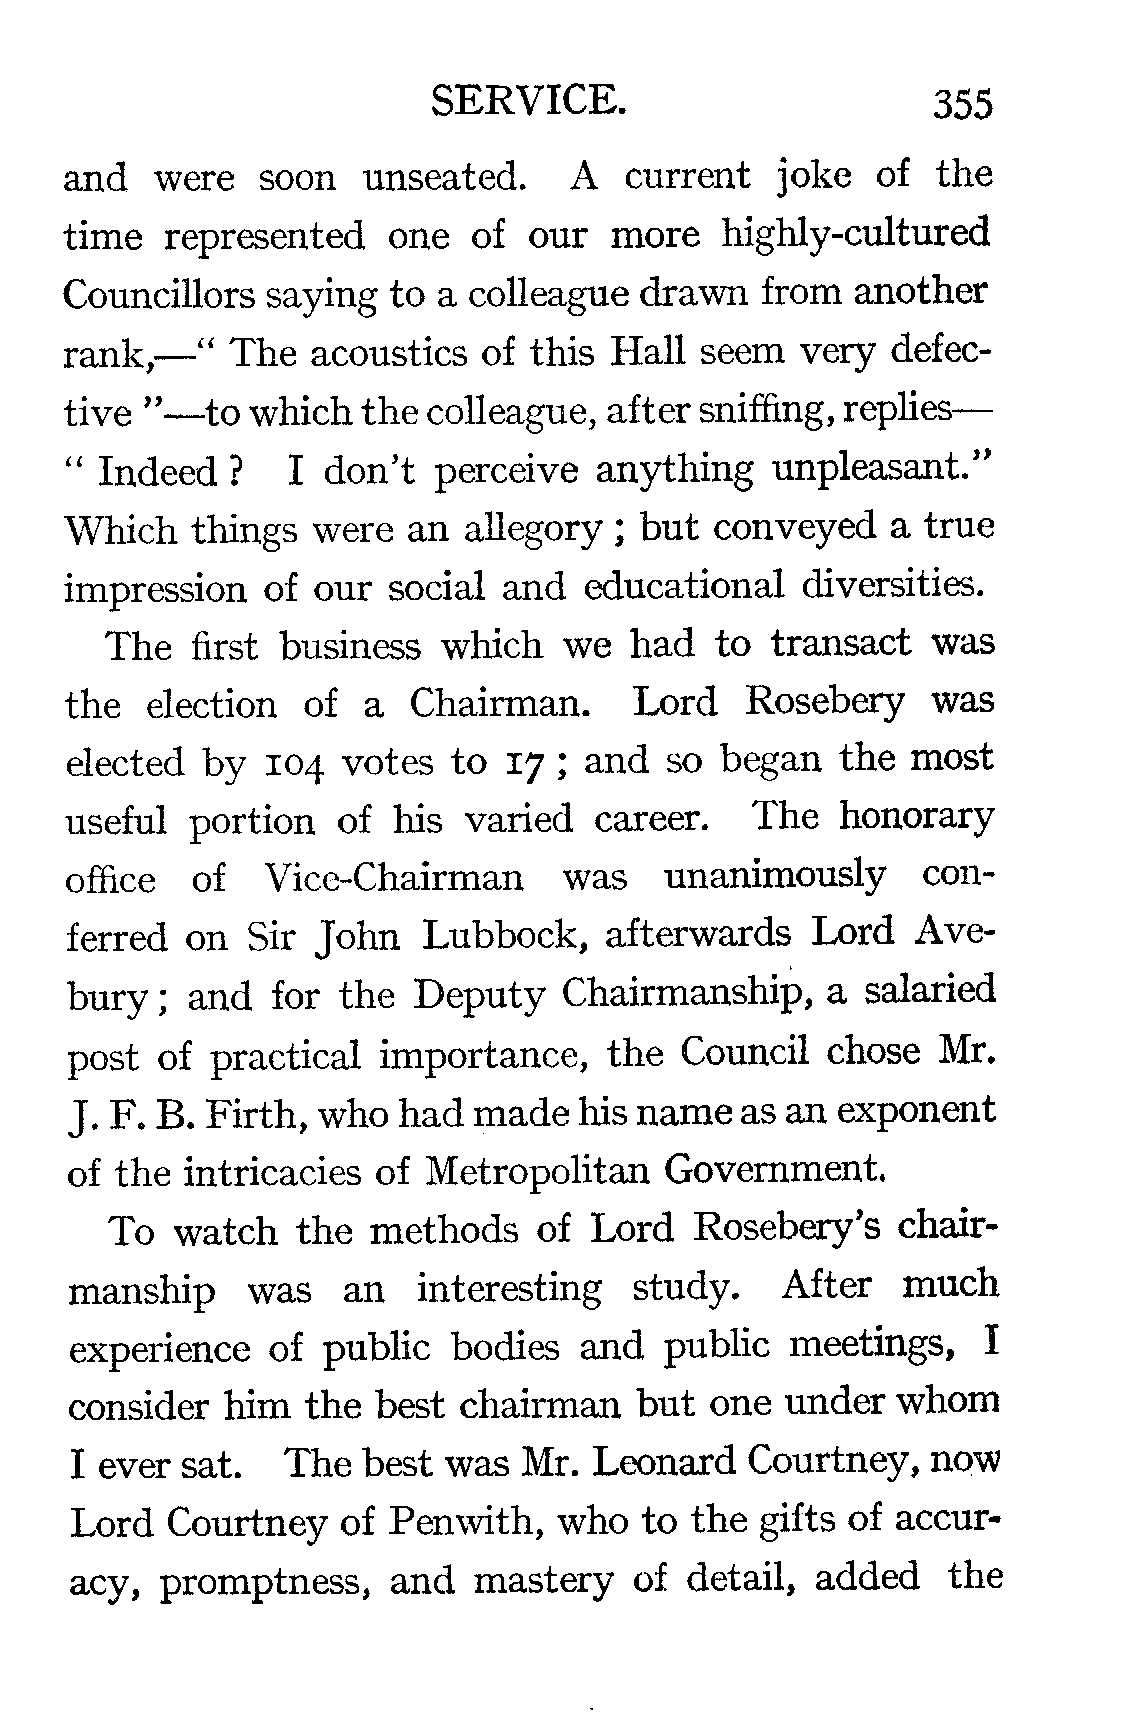 SERVICE. 355
and were soon unseated. A current joke of the
time represented one of our more highly-cultured
Councillors saying to a colleague drawn from another
rank,—“ The acoustics of this Hall seem very defec-
tive ”—to which the colleague, after sniffing, replies—
“ Indeed ? I don’t perceive anything unpleasant.”
Which things were an allegory ; but conveyed a true
impression of our social and educational diversities.
The first business which we had to transact was
the election of a Chairman. Lord Rosebery was
elected by 104 votes to 17 ; and so began the most
useful portion of his varied career. The honorary
office of Vice-Chairman was unanimously con-
ferred on Sir John Lubbock, afterwards Lord Ave-
bury ; and for the Deputy Chairmanship, a salaried
post of practical importance, the Council chose Mr.
J. F. B. Firth, who had made his name as an exponent
of the intricacies of Metropolitan Government.
To watch the methods of Lord Rosebery’s chair-
manship was an interesting study. After much
experience of public bodies and public meetings, I
consider him the best chairman but one under whom
I ever sat. The best was Mr. Leonard Courtney, now
Lord Courtney of Penwith, who to the gifts of accur-
acy, promptness, and mastery of detail, added the